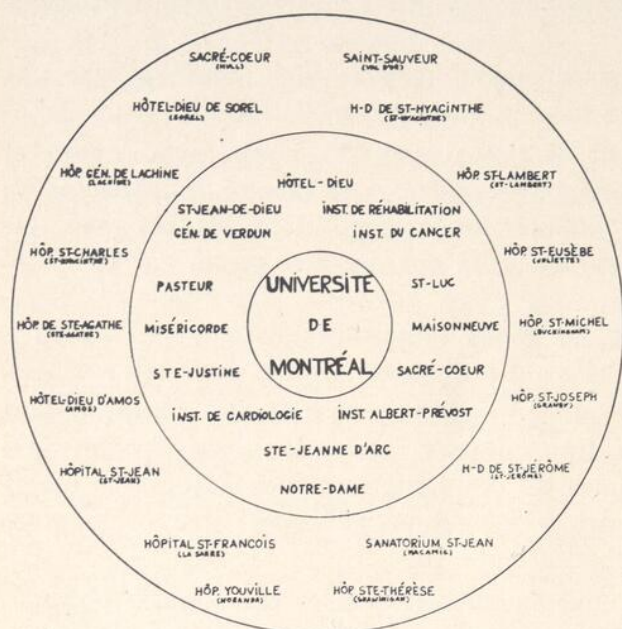 SACRÉ-COEUR
(HULL)
SAINT-SAUVEUR
(VAL D'OR)
HÔTEL-DIEU DE SOREL
(SOREL)
H-D DE ST-HYACINTHE
(ST-HYACINTHE)
HÔP. GÉN. DE LACHINE
(LACHINE)
HÔP. ST-LAMBERT
(ST-LAMBERT)
HÔTEL-DIEU
ST-JEAN-DE-DIEU
INST. DE RÉHABILITATION
GÉN. DE VERDUN
INST. DU CANCER
HÔP. ST-CHARLES
(ST-HYACINTHE)
HÔP. ST-EUSÈBE
(JOLIETTE)
PASTEUR
UNIVERSITÉ
DE
MONTRÉAL
ST-LUC
HÔP. DE STE-AGATHE
(STE-AGATHE)
MISÉRICORDE
MAISONNEUVE
HÔP. ST-MICHEL
(BUCKINGHAM)
STE-JUSTINE
SACRÉ-COEUR
HÔTEL-DIEU D'AMOS
(AMOS)
INST. DE CARDIOLOGIE
INST. ALBERT-PRÉVOST
HÔP. ST-JOSEPH
(GRANBY)
STE-JEANNE D'ARC
HÔPITAL ST-JEAN
(ST-JEAN)
H-D DE ST-JÉRÔME
(ST-JÉRÔME)
NOTRE-DAME
HÔPITAL ST-FRANCOIS
(LA SARRE)
SANATORIUM ST-JEAN
(MACAMIC)
HÔP. YOUVILLE
(NORANDA)
HÔP. STE-THÉRÈSE
(SHAWINIGAN)